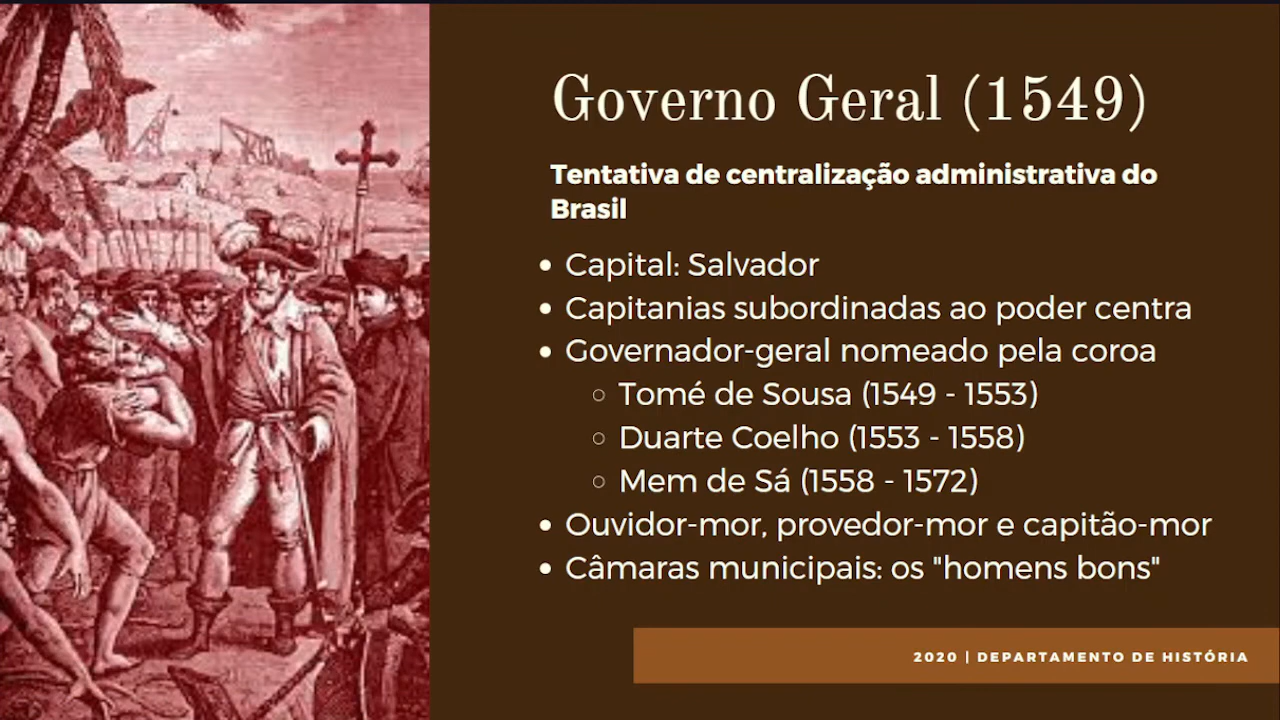 Governo Geral (1549)
Tentativa de centralização administrativa do
Brasil
• Capital: Salvador
• Capitanias subordinadas ao poder centra
• Governador-geral nomeado pela coroa
○ Tomé de Sousa (1549 - 1553)
○ Duarte Coelho (1553 - 1558)
○ Mem de Sá (1558 - 1572)
• Ouvidor-mor, provedor-mor e capitão-mor
• Câmaras municipais: os "homens bons"
2020 | DEPARTAMENTO DE HISTÓRIA